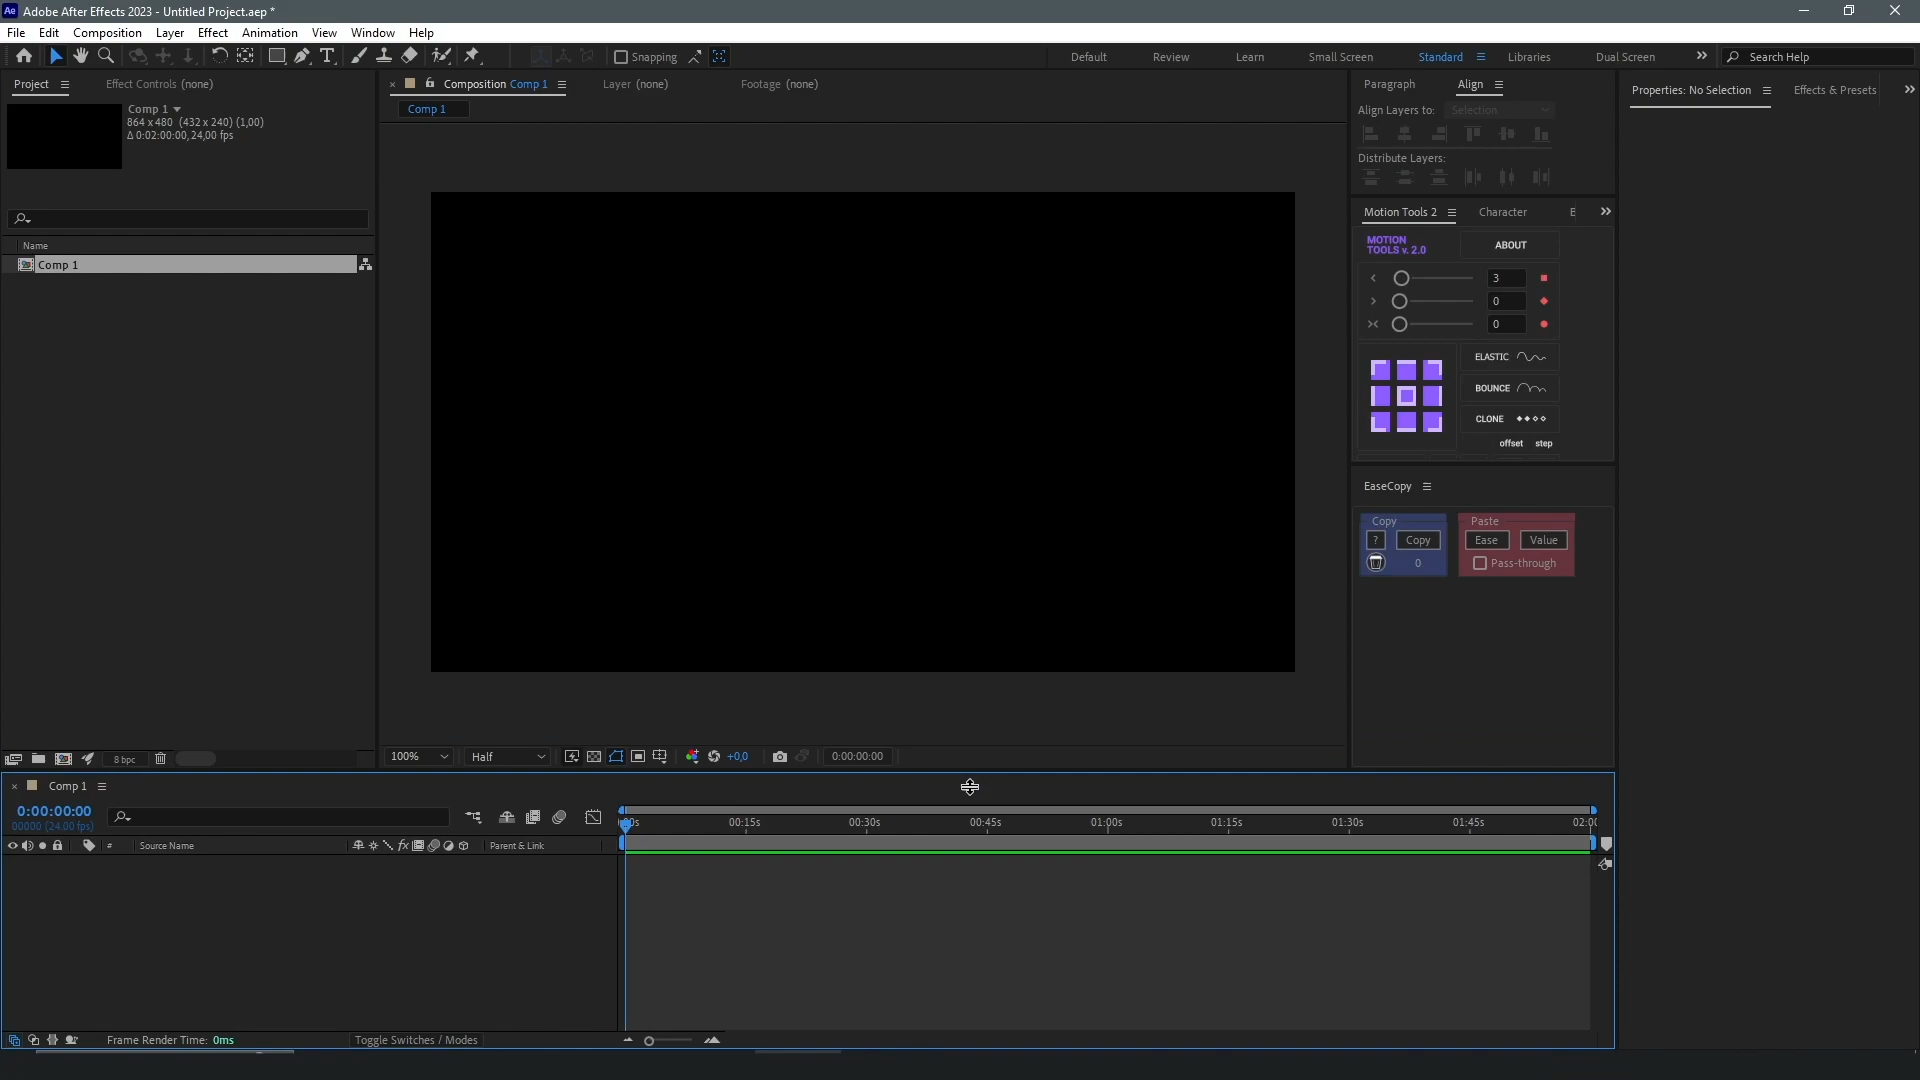 Ae Adobe After Effects 2023 - Untitled Project.aep *
File Edit Composition Layer Effect Animation View Window Help
Snapping
Default Review Learn Small Screen Standard Libraries Dual Screen
Search Help
Project
Effect Controls (none)
Comp 1
864 x 480 (432 x 240) (1,00)
Δ 0:02:00:00, 24,00 fps
Name
Comp 1
8 bpc
Composition Comp 1
Layer (none)
Footage (none)
Comp 1
100%
Half
+0,0
0:00:00:00
Paragraph
Align
Align Layers to: Selection
Distribute Layers:
Motion Tools 2
Character
MOTION
TOOLS v. 2.0
ABOUT
3
0
0
ELASTIC
BOUNCE
CLONE
offset step
EaseCopy
Copy
? Copy
0
Paste
Ease Value
Pass-through
Properties: No Selection
Effects & Presets
Comp 1
0:00:00:00
00000 (24.00 fps)
# Source Name
fx
Parent & Link
00:15s 00:30s 00:45s 01:00s 01:15s 01:30s 01:45s
Frame Render Time: 0ms
Toggle Switches / Modes